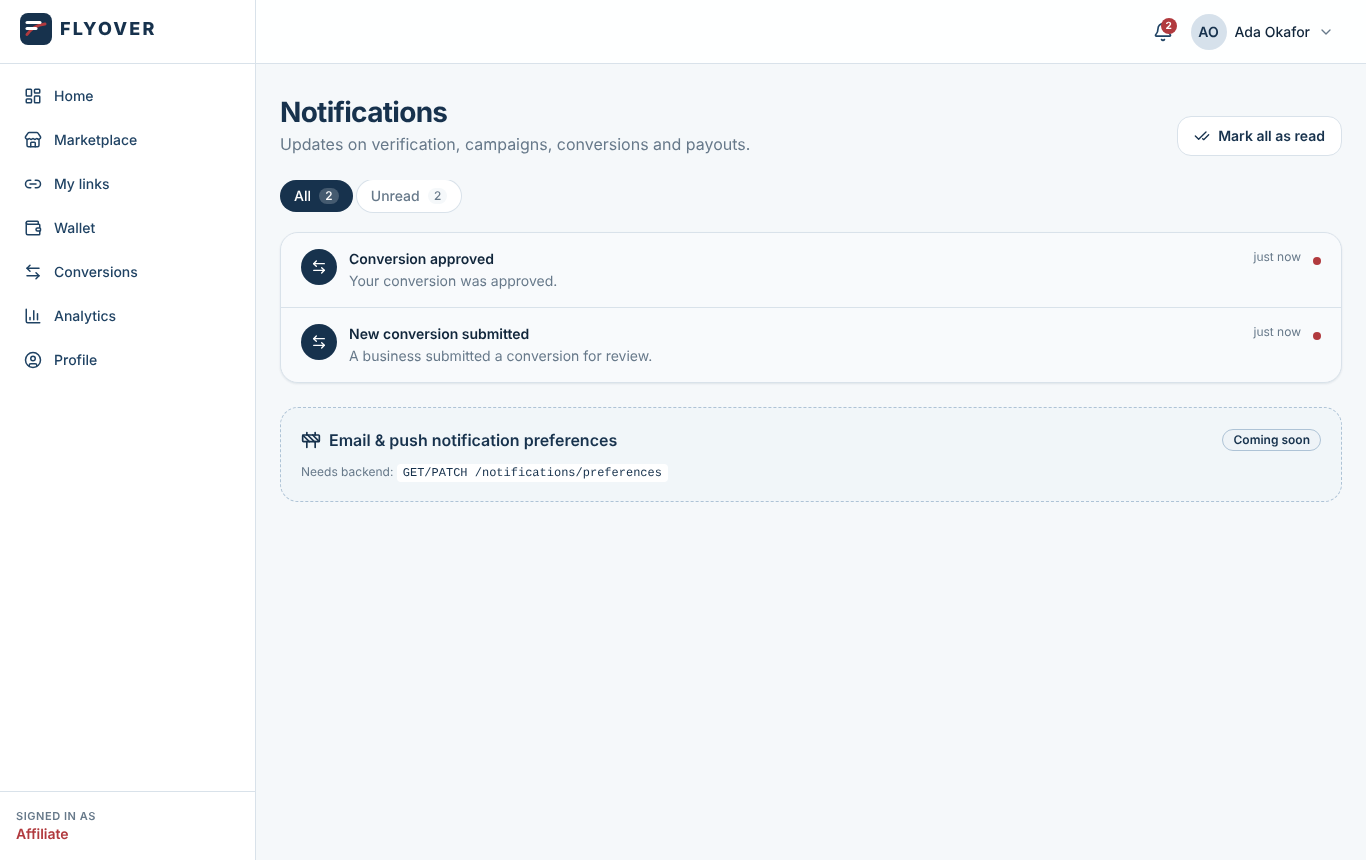 FLYOVER
2
AO
Ada Okafor
Home
Marketplace
My links
Wallet
Conversions
Analytics
Profile
Notifications
Updates on verification, campaigns, conversions and payouts.
Mark all as read
All 2
Unread 2
Conversion approved
just now
Your conversion was approved.
New conversion submitted
just now
A business submitted a conversion for review.
Email & push notification preferences
Coming soon
Needs backend: GET/PATCH /notifications/preferences
SIGNED IN AS
Affiliate